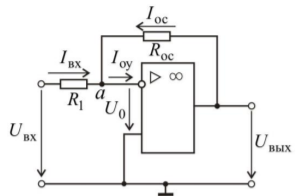 I_ос
R_ос
I_вх
I_оу
▷ ∞
a
R_1
U_0
U_вх
U_вых